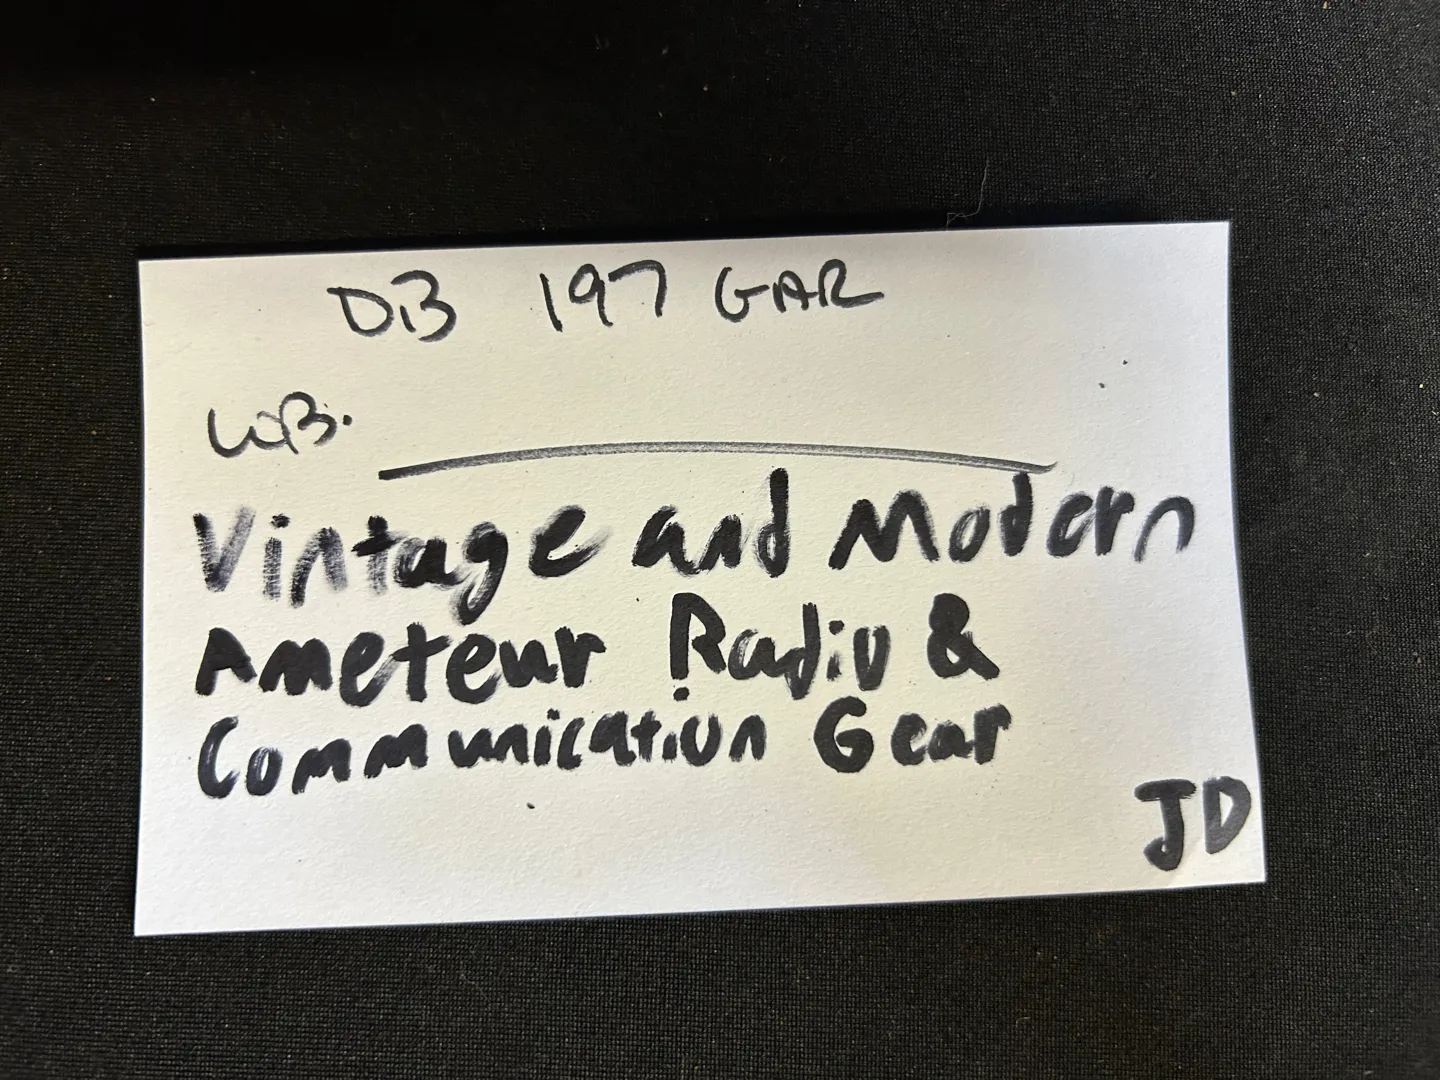 DB 197 GAR
WB.
Vintage and Modern
Ameteur Radio &
Communication Gear
JD